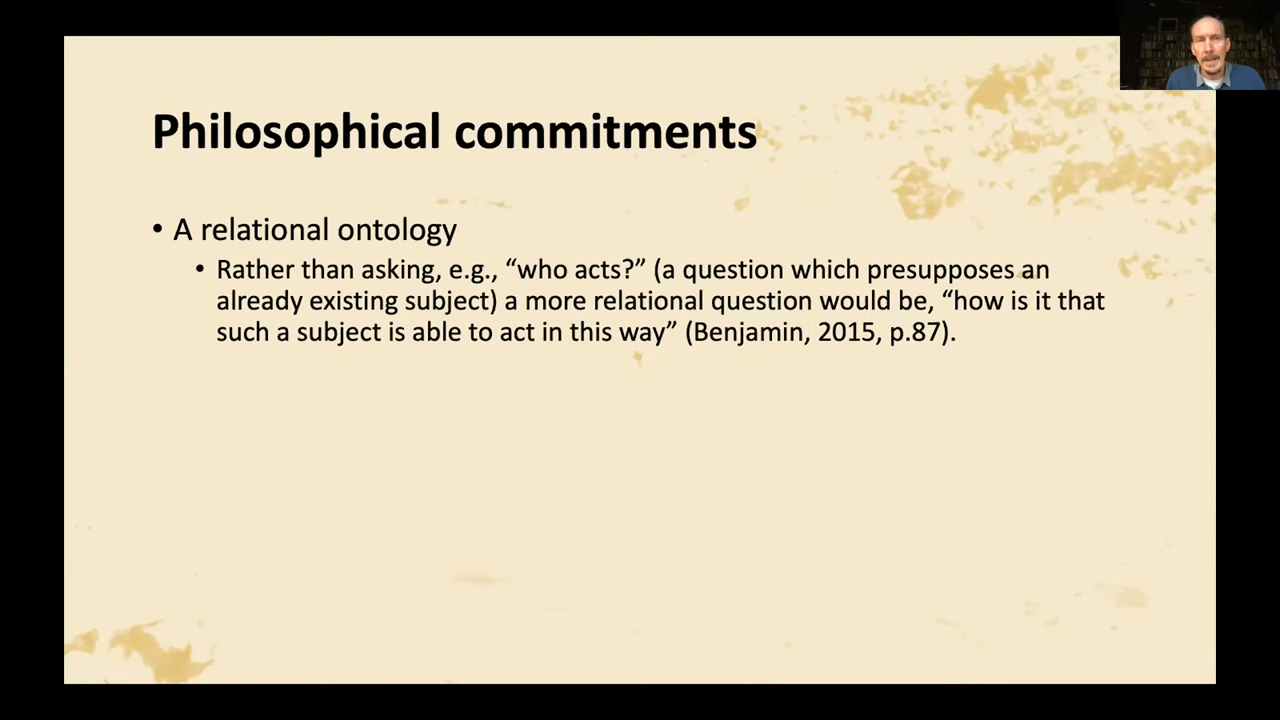 Philosophical commitments
• A relational ontology
• Rather than asking, e.g., “who acts?” (a question which presupposes an
already existing subject) a more relational question would be, “how is it that
such a subject is able to act in this way” (Benjamin, 2015, p.87).